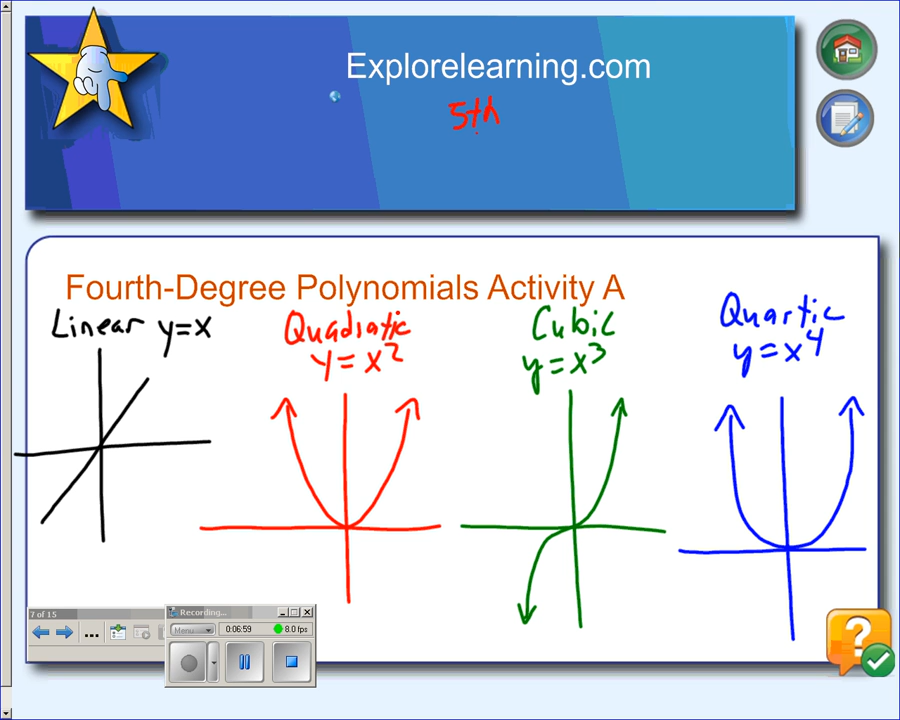 Explorelearning.com
5th
Fourth-Degree Polynomials Activity A
Linear y=x
Quadratic
y=x²
Cubic
y=x³
Quartic
y=x⁴
7 of 15
Recording...
Menu
0:06:59
8.0 fps